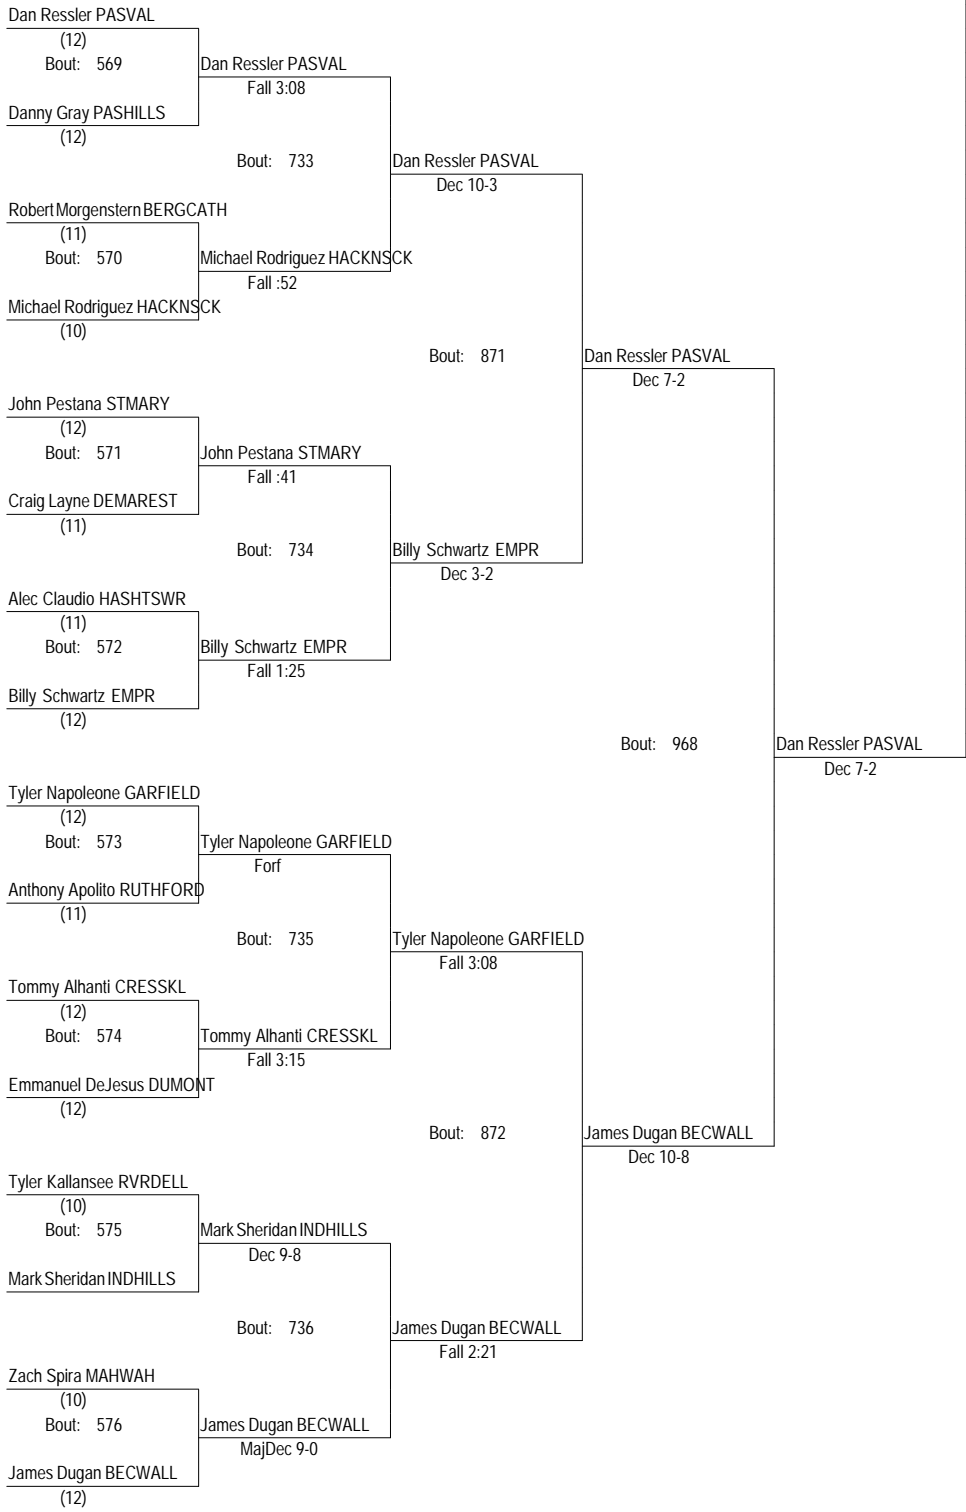 Dan Ressler PASVAL
(12)
Bout: 569
Dan Ressler PASVAL
Fall 3:08
Danny Gray PASHILLS
(12)
Bout: 733
Dan Ressler PASVAL
Dec 10-3
Robert Morgenstern BERGCATH
(11)
Bout: 570
Michael Rodriguez HACKNSCK
Fall :52
Michael Rodriguez HACKNSCK
(10)
Bout: 871
Dan Ressler PASVAL
Dec 7-2
John Pestana STMARY
(12)
Bout: 571
John Pestana STMARY
Fall :41
Craig Layne DEMAREST
(11)
Bout: 734
Billy Schwartz EMPR
Dec 3-2
Alec Claudio HASHTSWR
(11)
Bout: 572
Billy Schwartz EMPR
Fall 1:25
Billy Schwartz EMPR
(12)
Bout: 968
Dan Ressler PASVAL
Dec 7-2
Tyler Napoleone GARFIELD
(12)
Bout: 573
Tyler Napoleone GARFIELD
Forf
Anthony Apolito RUTHFORD
(11)
Bout: 735
Tyler Napoleone GARFIELD
Fall 3:08
Tommy Alhanti CRESSKL
(12)
Bout: 574
Tommy Alhanti CRESSKL
Fall 3:15
Emmanuel DeJesus DUMONT
(12)
Bout: 872
James Dugan BECWALL
Dec 10-8
Tyler Kallansee RVRDELL
(10)
Bout: 575
Mark Sheridan INDHILLS
Dec 9-8
Mark Sheridan INDHILLS
Bout: 736
James Dugan BECWALL
Fall 2:21
Zach Spira MAHWAH
(10)
Bout: 576
James Dugan BECWALL
MajDec 9-0
James Dugan BECWALL
(12)